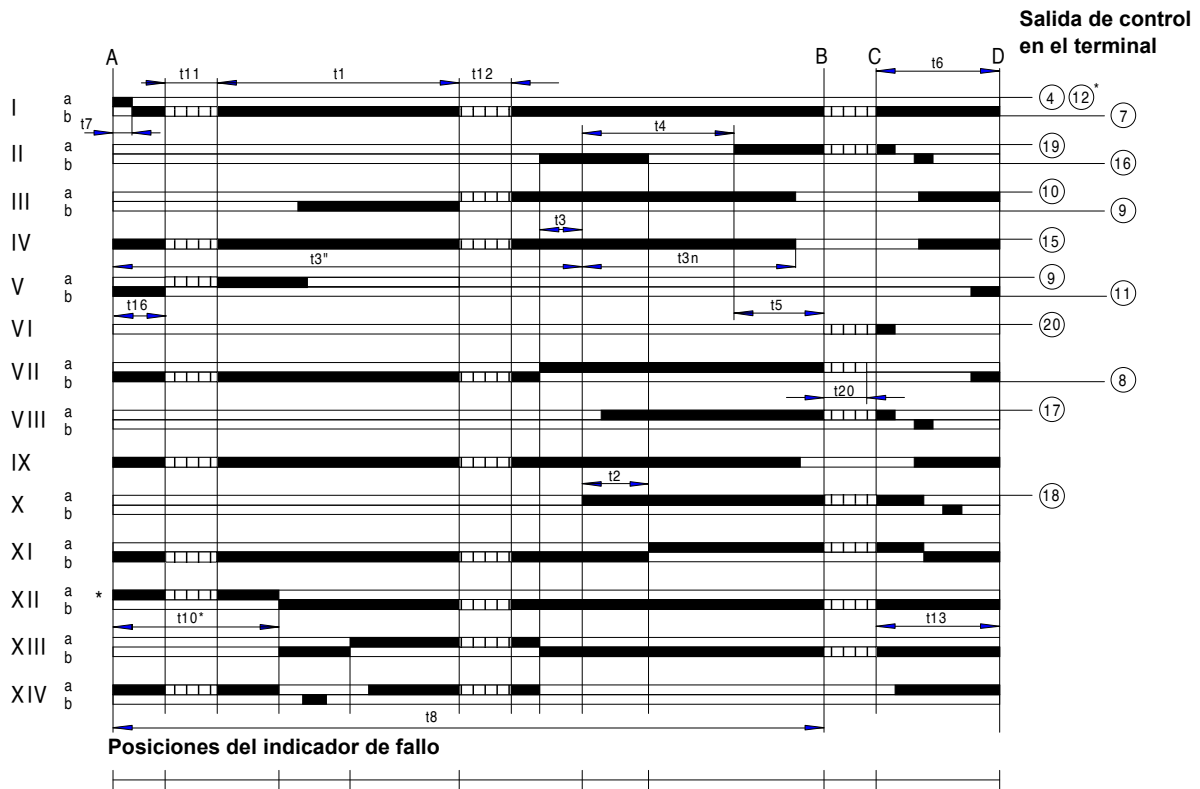 Salida de control
en el terminal
A B C D
t11 t1 t12 t6
I a b 4 12 * 7
t7 t4
II a b 19 16
III a b 10 9
t3
IV 15
t3" t3n
V a b 9 11
t16 t5
VI 20
VII a b 8
t20
VIII a b 17
IX
t2
X a b 18
XI a b
XII a b *
t10* t13
XIII a b
XIV a b
t8
Posiciones del indicador de fallo